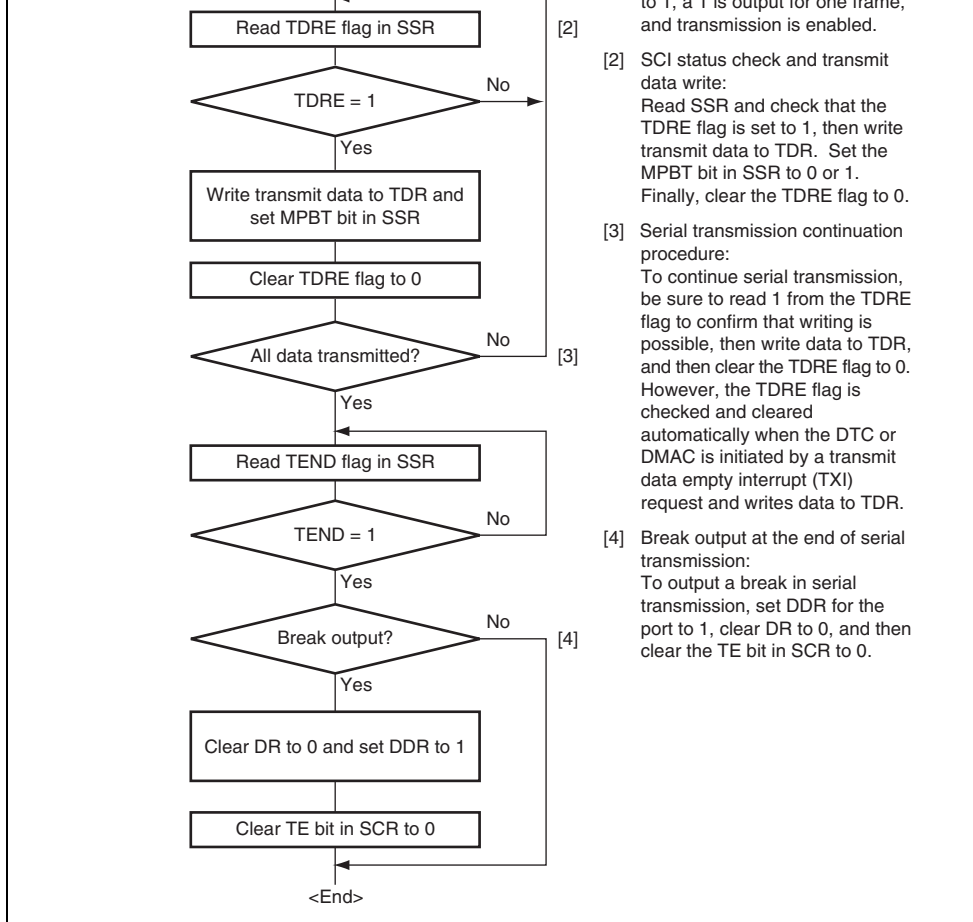 to 1, a 1 is output for one frame,
and transmission is enabled.
Read TDRE flag in SSR
[2]
[2] SCI status check and transmit
data write:
Read SSR and check that the
TDRE flag is set to 1, then write
transmit data to TDR. Set the
MPBT bit in SSR to 0 or 1.
Finally, clear the TDRE flag to 0.
TDRE = 1
No
Yes
Write transmit data to TDR and
set MPBT bit in SSR
Clear TDRE flag to 0
[3] Serial transmission continuation
procedure:
To continue serial transmission,
be sure to read 1 from the TDRE
flag to confirm that writing is
possible, then write data to TDR,
and then clear the TDRE flag to 0.
However, the TDRE flag is
checked and cleared
automatically when the DTC or
DMAC is initiated by a transmit
data empty interrupt (TXI)
request and writes data to TDR.
All data transmitted?
No
[3]
Yes
Read TEND flag in SSR
TEND = 1
No
Yes
[4] Break output at the end of serial
transmission:
To output a break in serial
transmission, set DDR for the
port to 1, clear DR to 0, and then
clear the TE bit in SCR to 0.
Break output?
No
[4]
Yes
Clear DR to 0 and set DDR to 1
Clear TE bit in SCR to 0
<End>